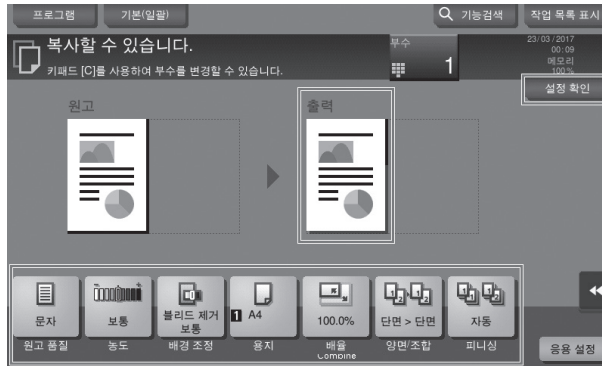 프로그램
기본(일괄)
기능검색
작업 목록 표시
복사할 수 있습니다.
키패드 [C]를 사용하여 부수를 변경할 수 있습니다.
부수
1
23/03/2017
00:09
메모리
100%
설정 확인
원고
출력
문자
보통
블리드 제거
보통
1 A4
100.0%
단면 > 단면
자동
원고 품질
농도
배경 조정
용지
배율
양면/조합
피니싱
Combine
응용 설정